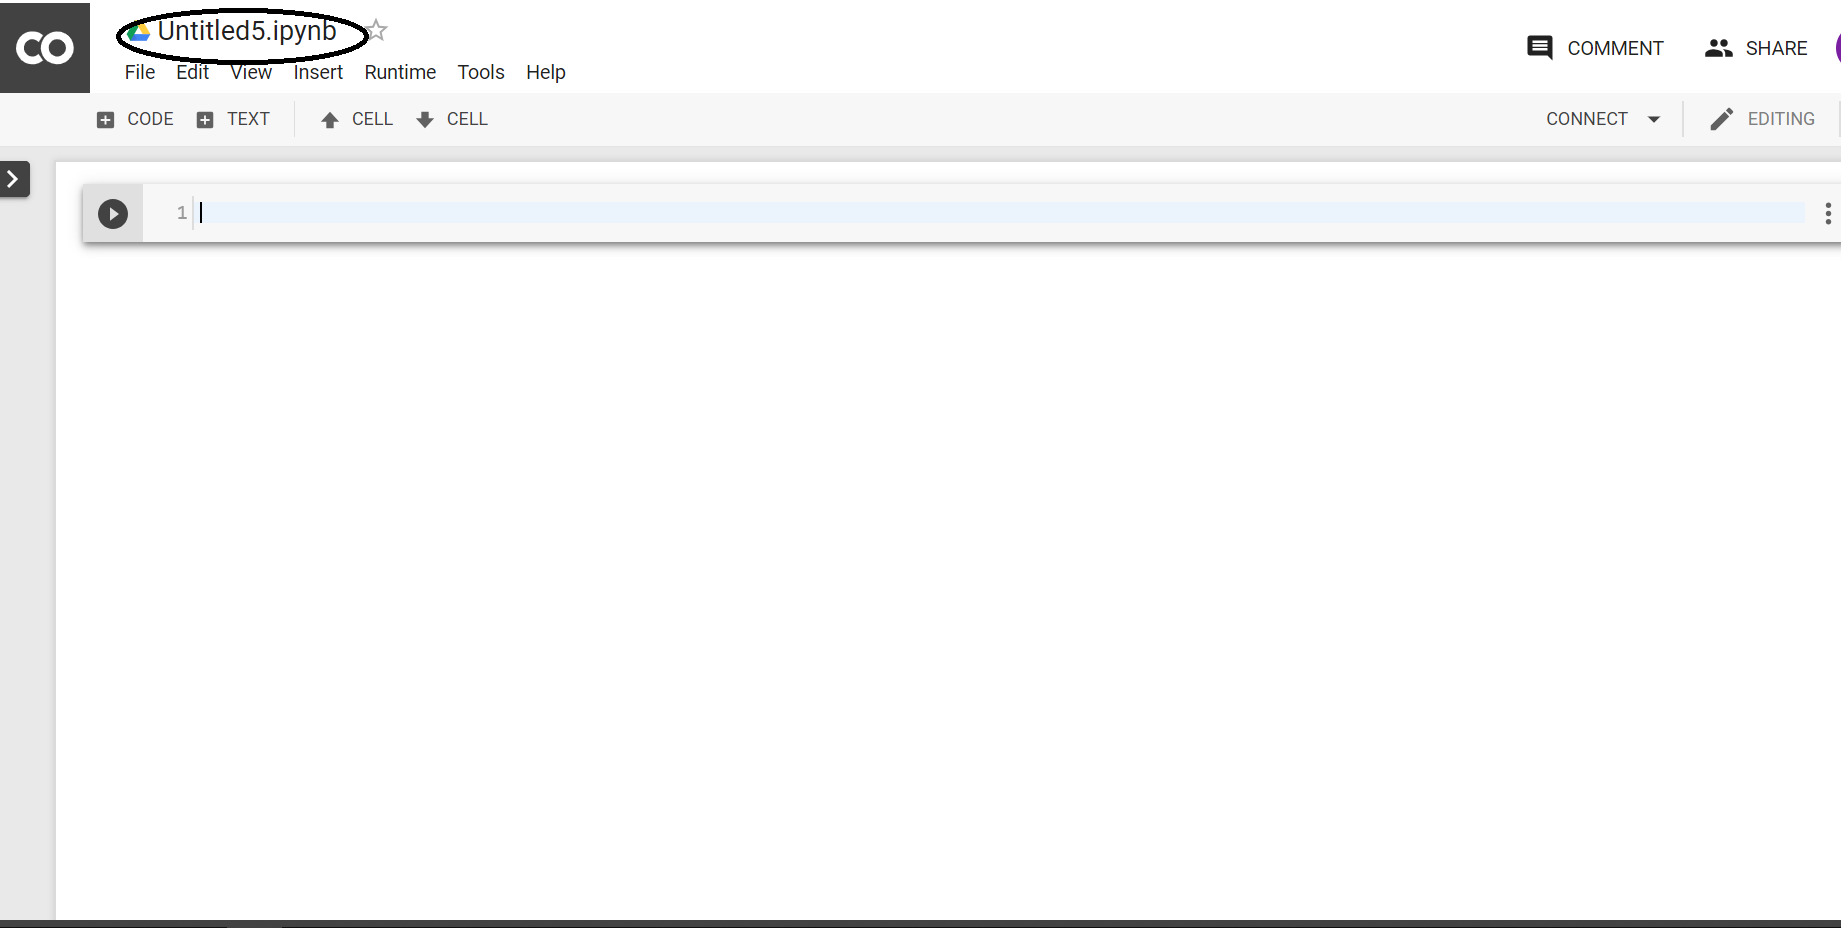 CO
Untitled5.ipynb
COMMENT SHARE
File Edit View Insert Runtime Tools Help
CODE TEXT CELL CELL CONNECT EDITING
1